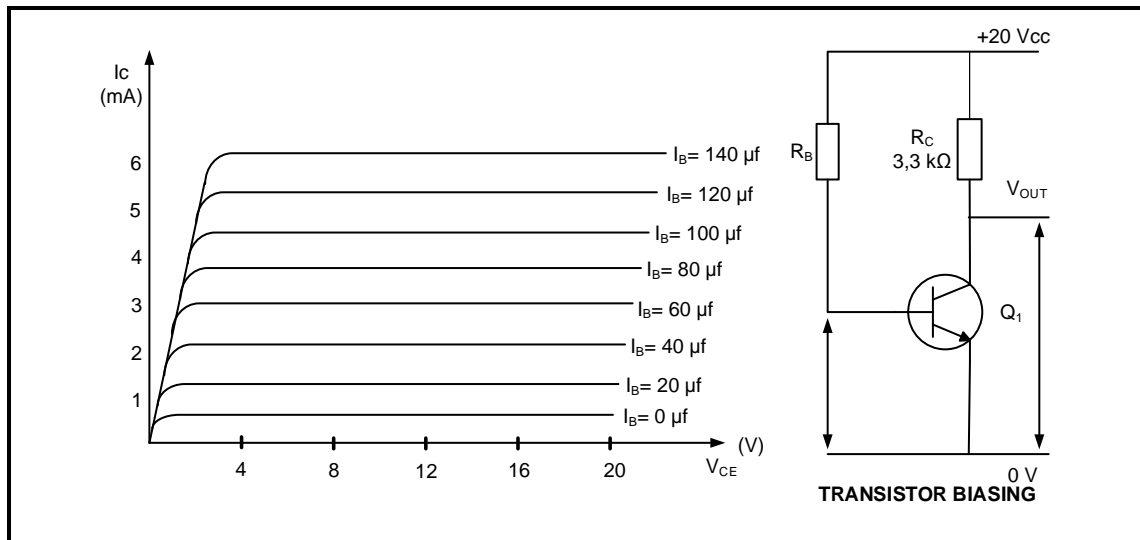 Ic
(mA)
6
5
4
3
2
1
I_B= 140 µf
I_B= 120 µf
I_B= 100 µf
I_B= 80 µf
I_B= 60 µf
I_B= 40 µf
I_B= 20 µf
I_B= 0 µf
4 8 12 16 20
(V)
V_CE
+20 Vcc
R_B
R_C
3,3 kΩ
V_OUT
Q_1
0 V
TRANSISTOR BIASING